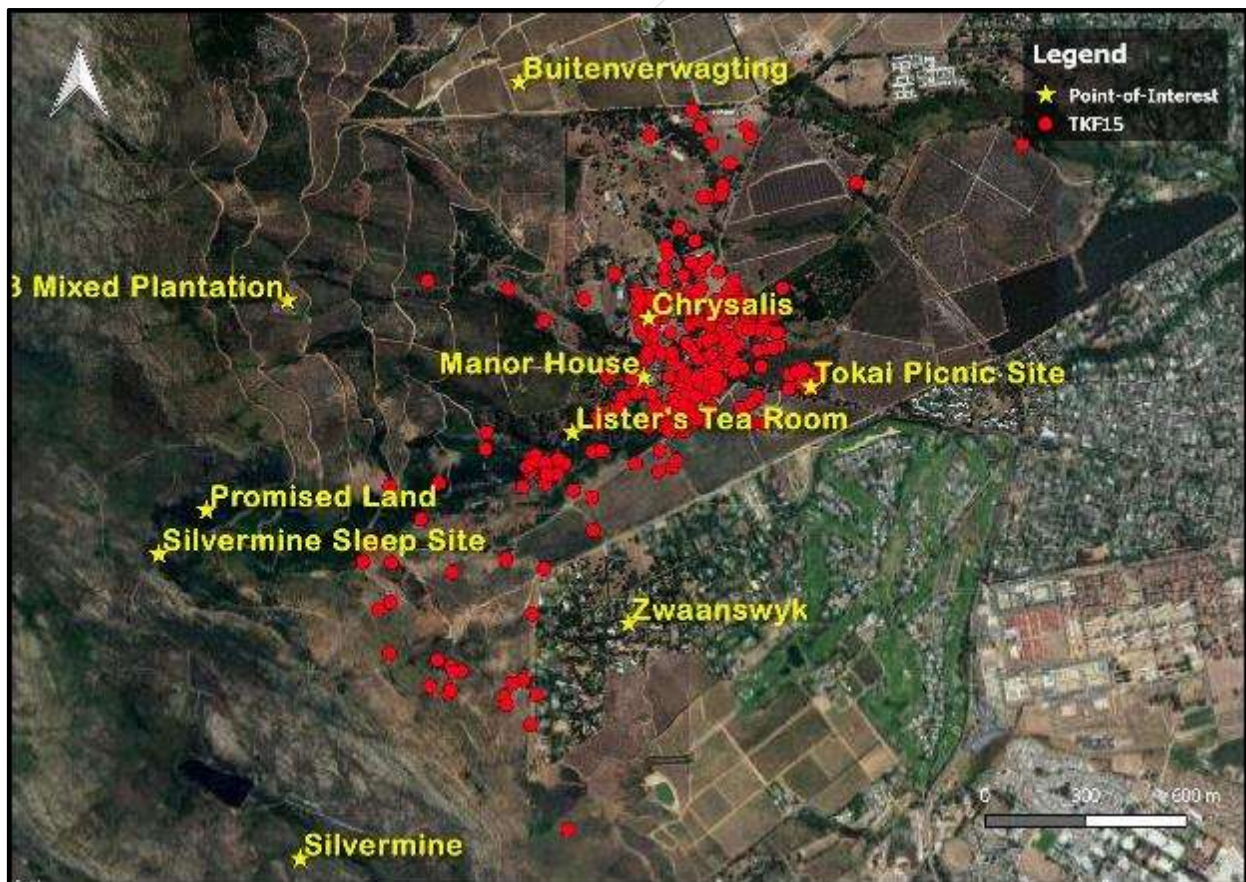 Buitenverwagting
Legend
Point-of-Interest
TKF15
3 Mixed Plantation
Chrysalis
Manor House
Tokai Picnic Site
Lister's Tea Room
Promised Land
Silvermine Sleep Site
Zwaanswyk
0 300 600 m
Silvermine